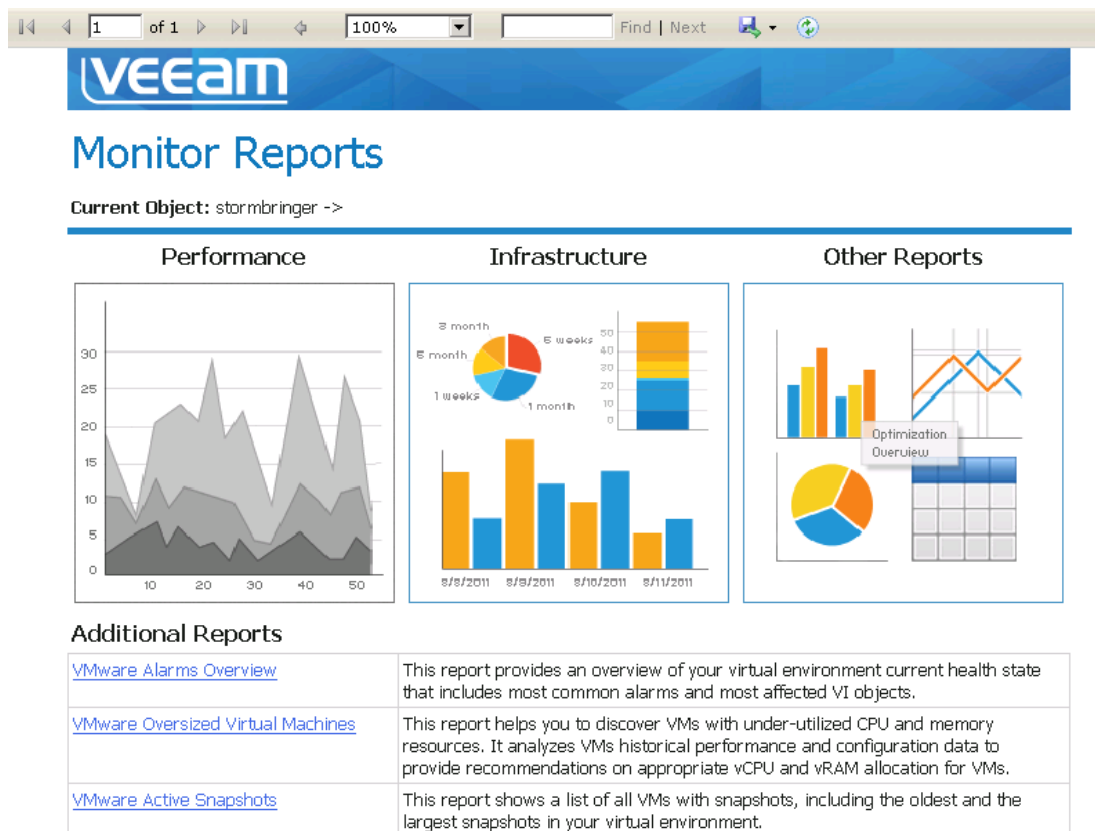 1 of 1 100% Find | Next
veeam
Monitor Reports
Current Object: stormbringer ->
Performance Infrastructure Other Reports
30
25
20
15
10
5
0
10 20 30 40 50
3 month
6 weeks
6 month
1 weeks
1 month
50
40
30
20
10
0
8/8/2011 8/9/2011 8/10/2011 8/11/2011
Optimization
Overview
Additional Reports
VMware Alarms Overview
This report provides an overview of your virtual environment current health state
that includes most common alarms and most affected VI objects.
VMware Oversized Virtual Machines
This report helps you to discover VMs with under-utilized CPU and memory
resources. It analyzes VMs historical performance and configuration data to
provide recommendations on appropriate vCPU and vRAM allocation for VMs.
VMware Active Snapshots
This report shows a list of all VMs with snapshots, including the oldest and the
largest snapshots in your virtual environment.